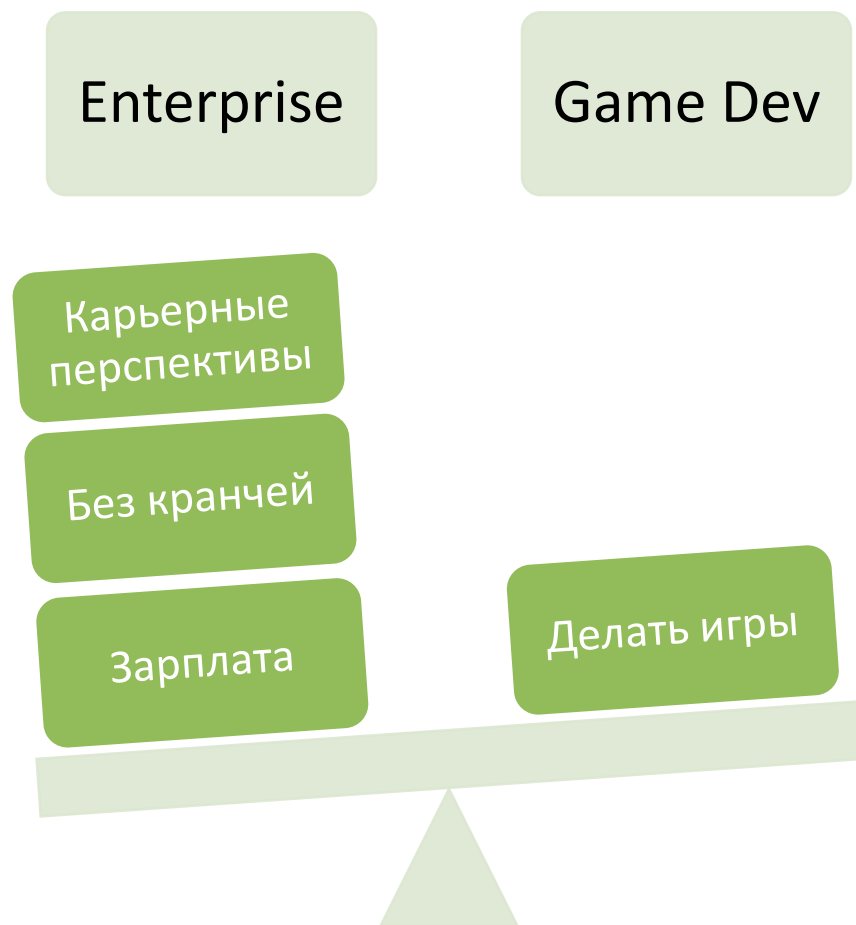 Enterprise
Game Dev
Карьерные
перспективы
Без кранчей
Зарплата
Делать игры